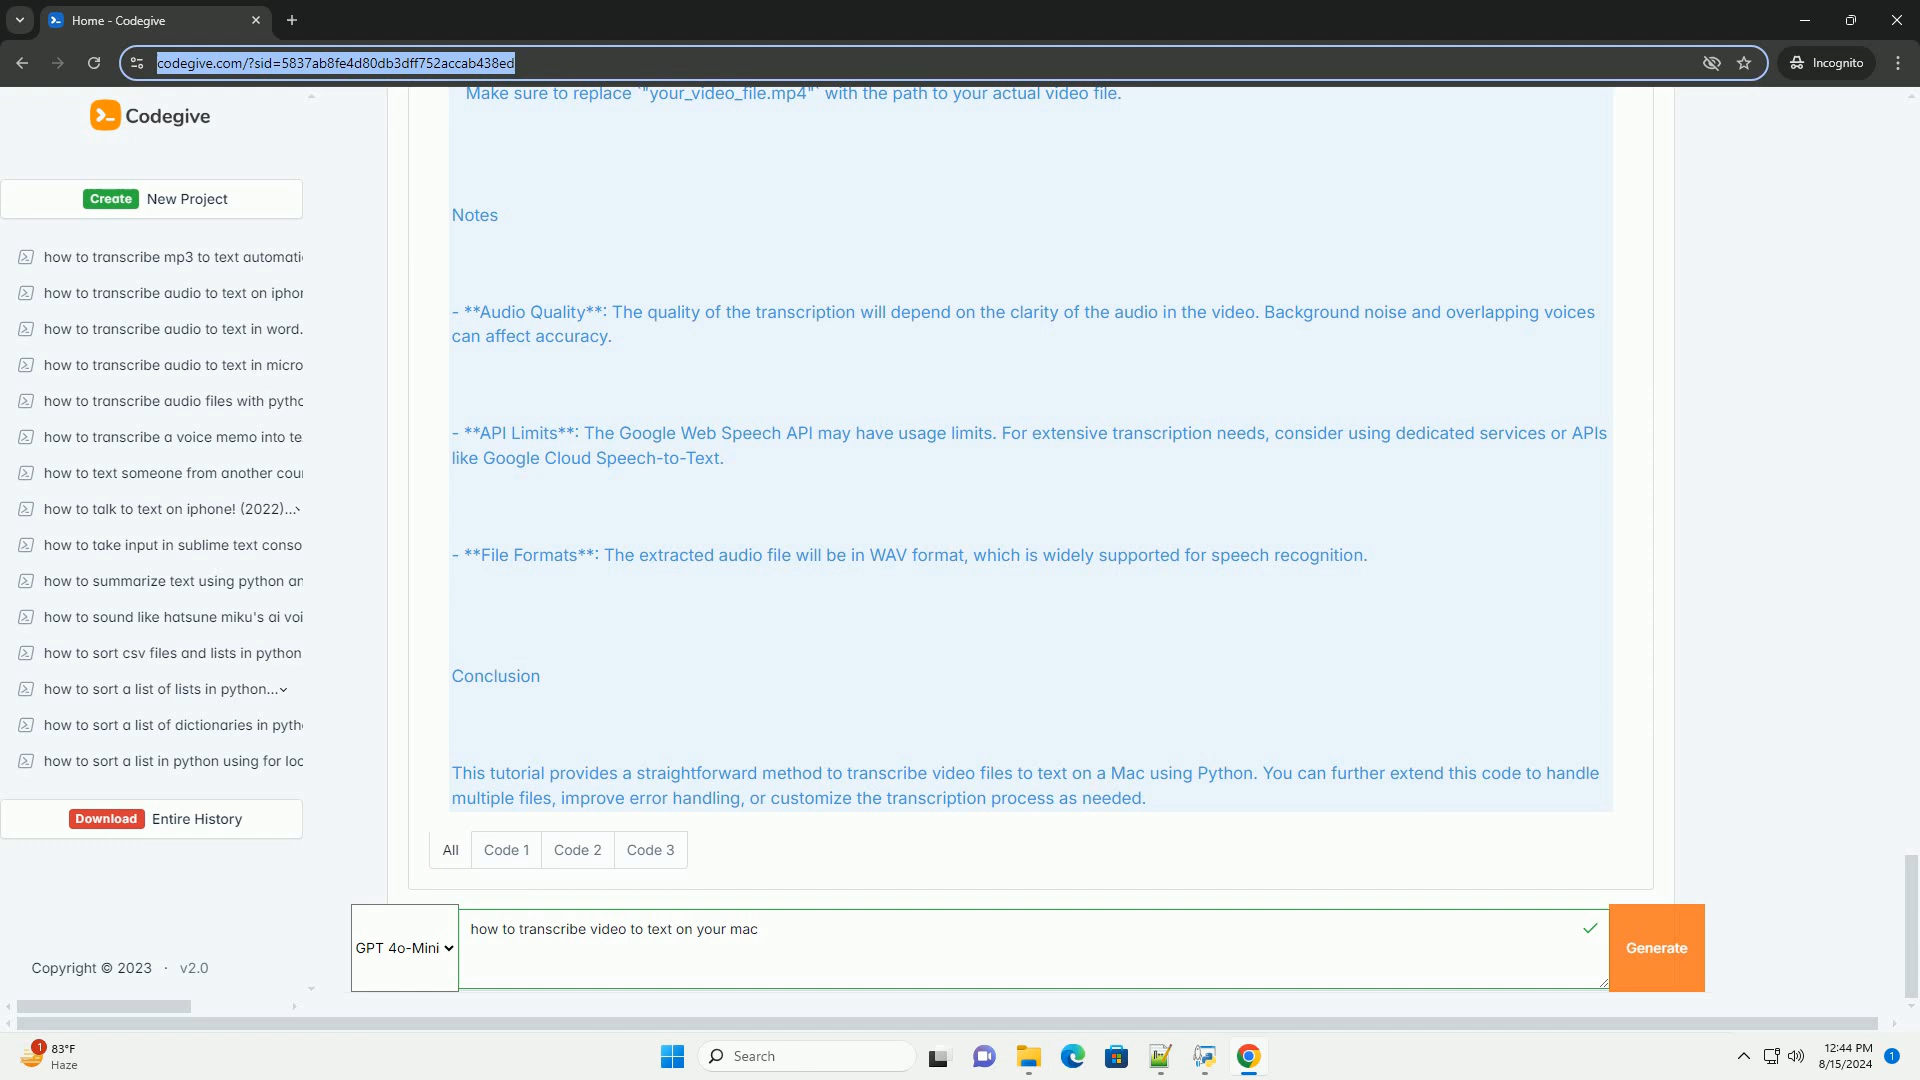 Home - Codegive
codegive.com/?sid=5837ab8fe4d80db3dff752accab438ed
Incognito
Codegive
Create New Project
how to transcribe mp3 to text automati
how to transcribe audio to text on iphor
how to transcribe audio to text in word.
how to transcribe audio to text in micro
how to transcribe audio files with pytho
how to transcribe a voice memo into te
how to text someone from another cour
how to talk to text on iphone! (2022)...
how to take input in sublime text conso
how to summarize text using python an
how to sound like hatsune miku's ai voi
how to sort csv files and lists in python
how to sort a list of lists in python...
how to sort a list of dictionaries in pyth
how to sort a list in python using for loc
Download Entire History
Copyright © 2023 · v2.0
Make sure to replace `"your_video_file.mp4"` with the path to your actual video file.
Notes
- **Audio Quality**: The quality of the transcription will depend on the clarity of the audio in the video. Background noise and overlapping voices
can affect accuracy.
- **API Limits**: The Google Web Speech API may have usage limits. For extensive transcription needs, consider using dedicated services or APIs
like Google Cloud Speech-to-Text.
- **File Formats**: The extracted audio file will be in WAV format, which is widely supported for speech recognition.
Conclusion
This tutorial provides a straightforward method to transcribe video files to text on a Mac using Python. You can further extend this code to handle
multiple files, improve error handling, or customize the transcription process as needed.
All Code 1 Code 2 Code 3
GPT 4o-Mini
how to transcribe video to text on your mac
Generate
1
83°F
Haze
Search
12:44 PM
8/15/2024
1